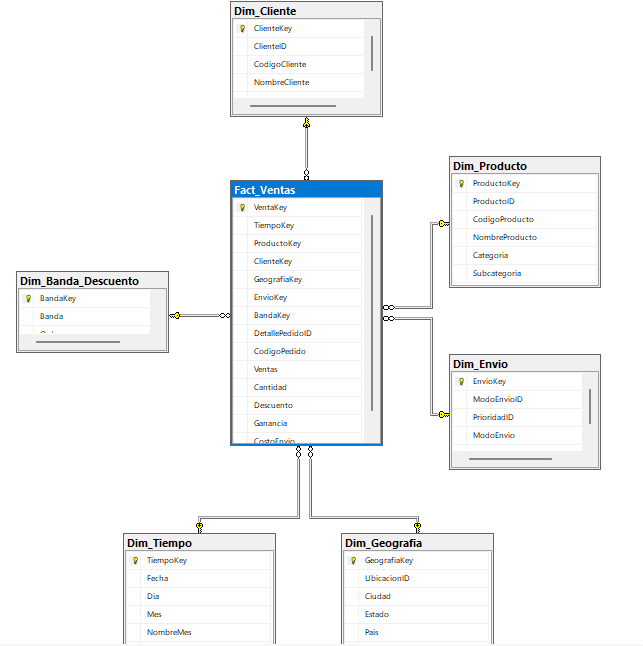 Dim_Cliente
ClienteKey
ClienteID
CodigoCliente
NombreCliente
Fact_Ventas
VentaKey
TiempoKey
ProductoKey
ClienteKey
GeografiaKey
EnvioKey
BandaKey
DetallePedidoID
CodigoPedido
Ventas
Cantidad
Descuento
Ganancia
CostoEnvio
Dim_Producto
ProductoKey
ProductoID
CodigoProducto
NombreProducto
Categoria
Subcategoria
Dim_Banda_Descuento
BandaKey
Banda
Dim_Envio
EnvioKey
ModoEnvioID
PrioridadID
ModoEnvio
Dim_Tiempo
TiempoKey
Fecha
Dia
Mes
NombreMes
Dim_Geografia
GeografiaKey
UbicacionID
Ciudad
Estado
Pais